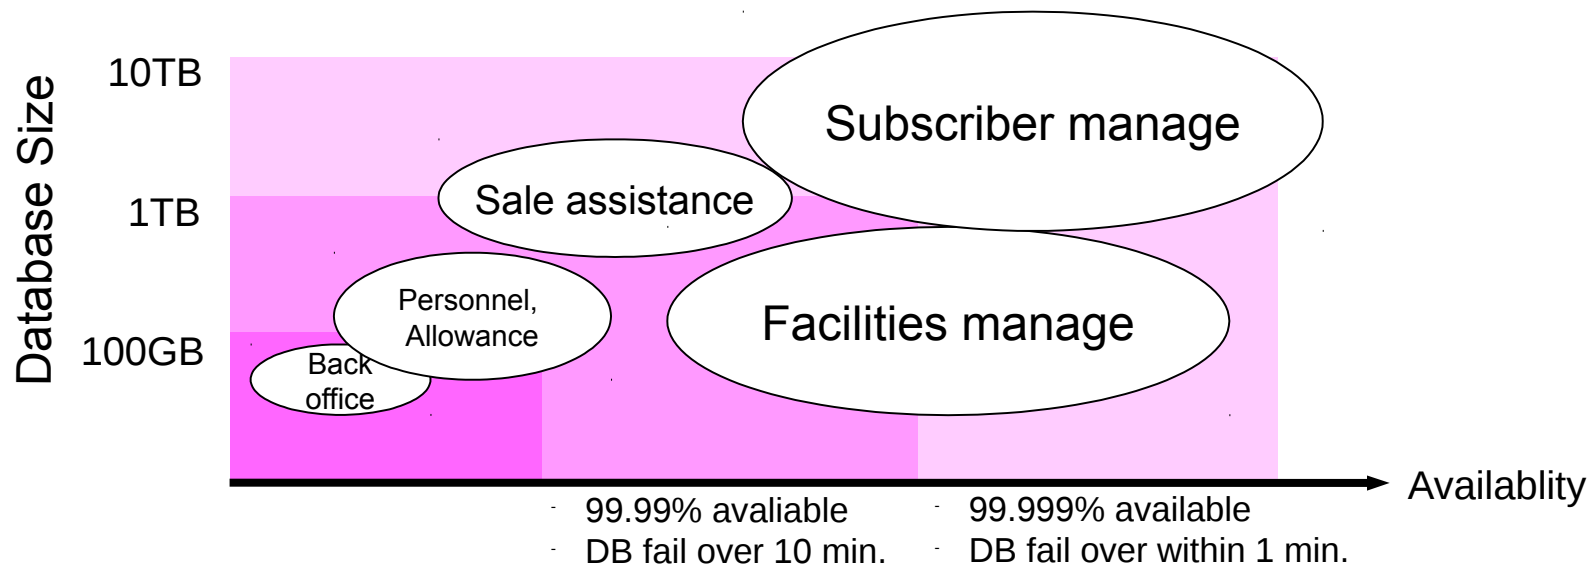 Database Size
10TB
1TB
100GB
Subscriber manage
Sale assistance
Personnel,
Allowance
Facilities manage
Back
office
Availablity
- 99.99% avaliable
- DB fail over 10 min.
- 99.999% available
- DB fail over within 1 min.